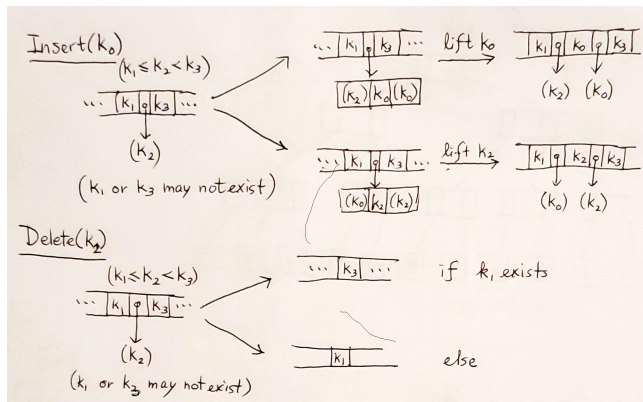 Insert(k₀)
(k₁ ≤ k₂ < k₃)
... k₁ k₃ ...
(k₂)
(k₁ or k₃ may not exist)
... k₁ k₃ ...
(k₂) k₀ (k₀)
lift k₀
k₁ k₀ k₃
(k₂) (k₀)
... k₁ k₃ ...
(k₀) k₂ (k₂)
lift k₂
k₁ k₂ k₃
(k₀) (k₂)
Delete(k₂)
(k₁ ≤ k₂ < k₃)
... k₁ k₃ ...
(k₂)
(k₁ or k₃ may not exist)
... k₃ ...
if k₁ exists
k₁
else